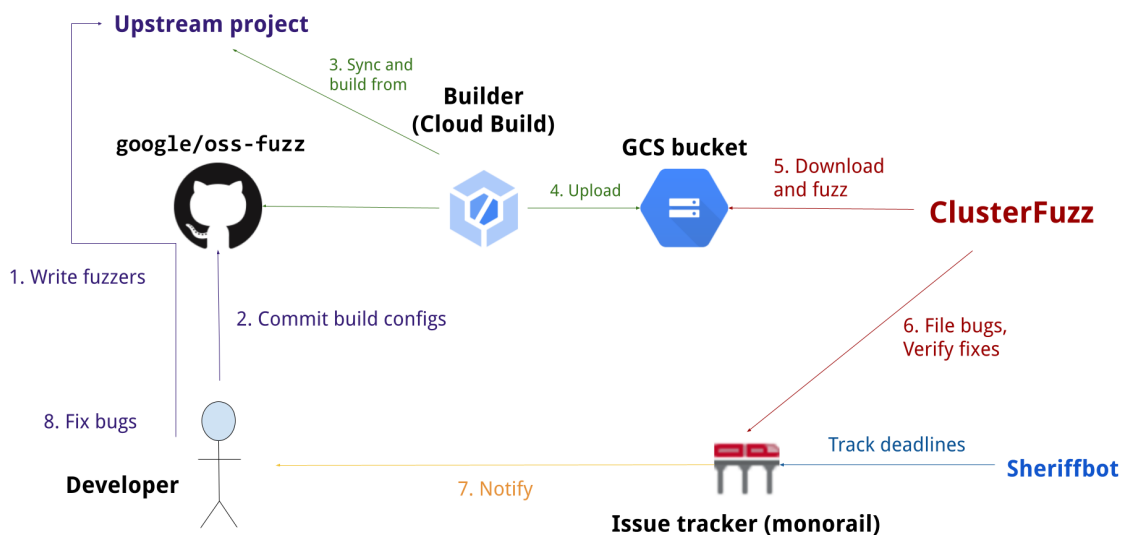 Upstream project
3. Sync and
build from
Builder
(Cloud Build)
google/oss-fuzz
GCS bucket
5. Download
and fuzz
4. Upload
ClusterFuzz
1. Write fuzzers
2. Commit build configs
6. File bugs,
Verify fixes
8. Fix bugs
Track deadlines
Sheriffbot
Developer
7. Notify
Issue tracker (monorail)